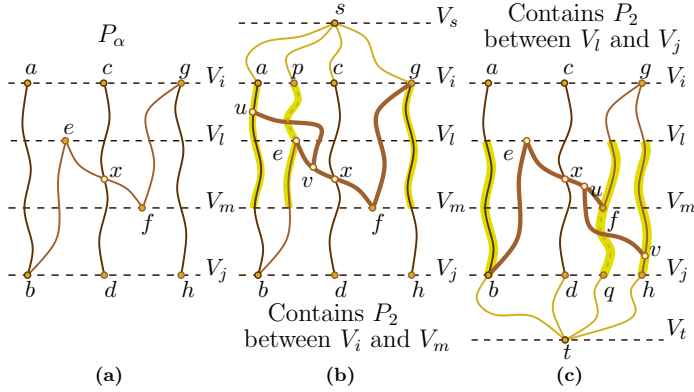 P_α
a c g V_i
e V_l
x
f V_m
b d h V_j
(a)
s V_s
a p c g V_i
u
e V_l
v x
f V_m
b d h V_j
Contains P_2
between V_i and V_m
(b)
Contains P_2
between V_l and V_j
a c g V_i
e V_l
x u
f V_m
v
b d q h V_j
t V_t
(c)